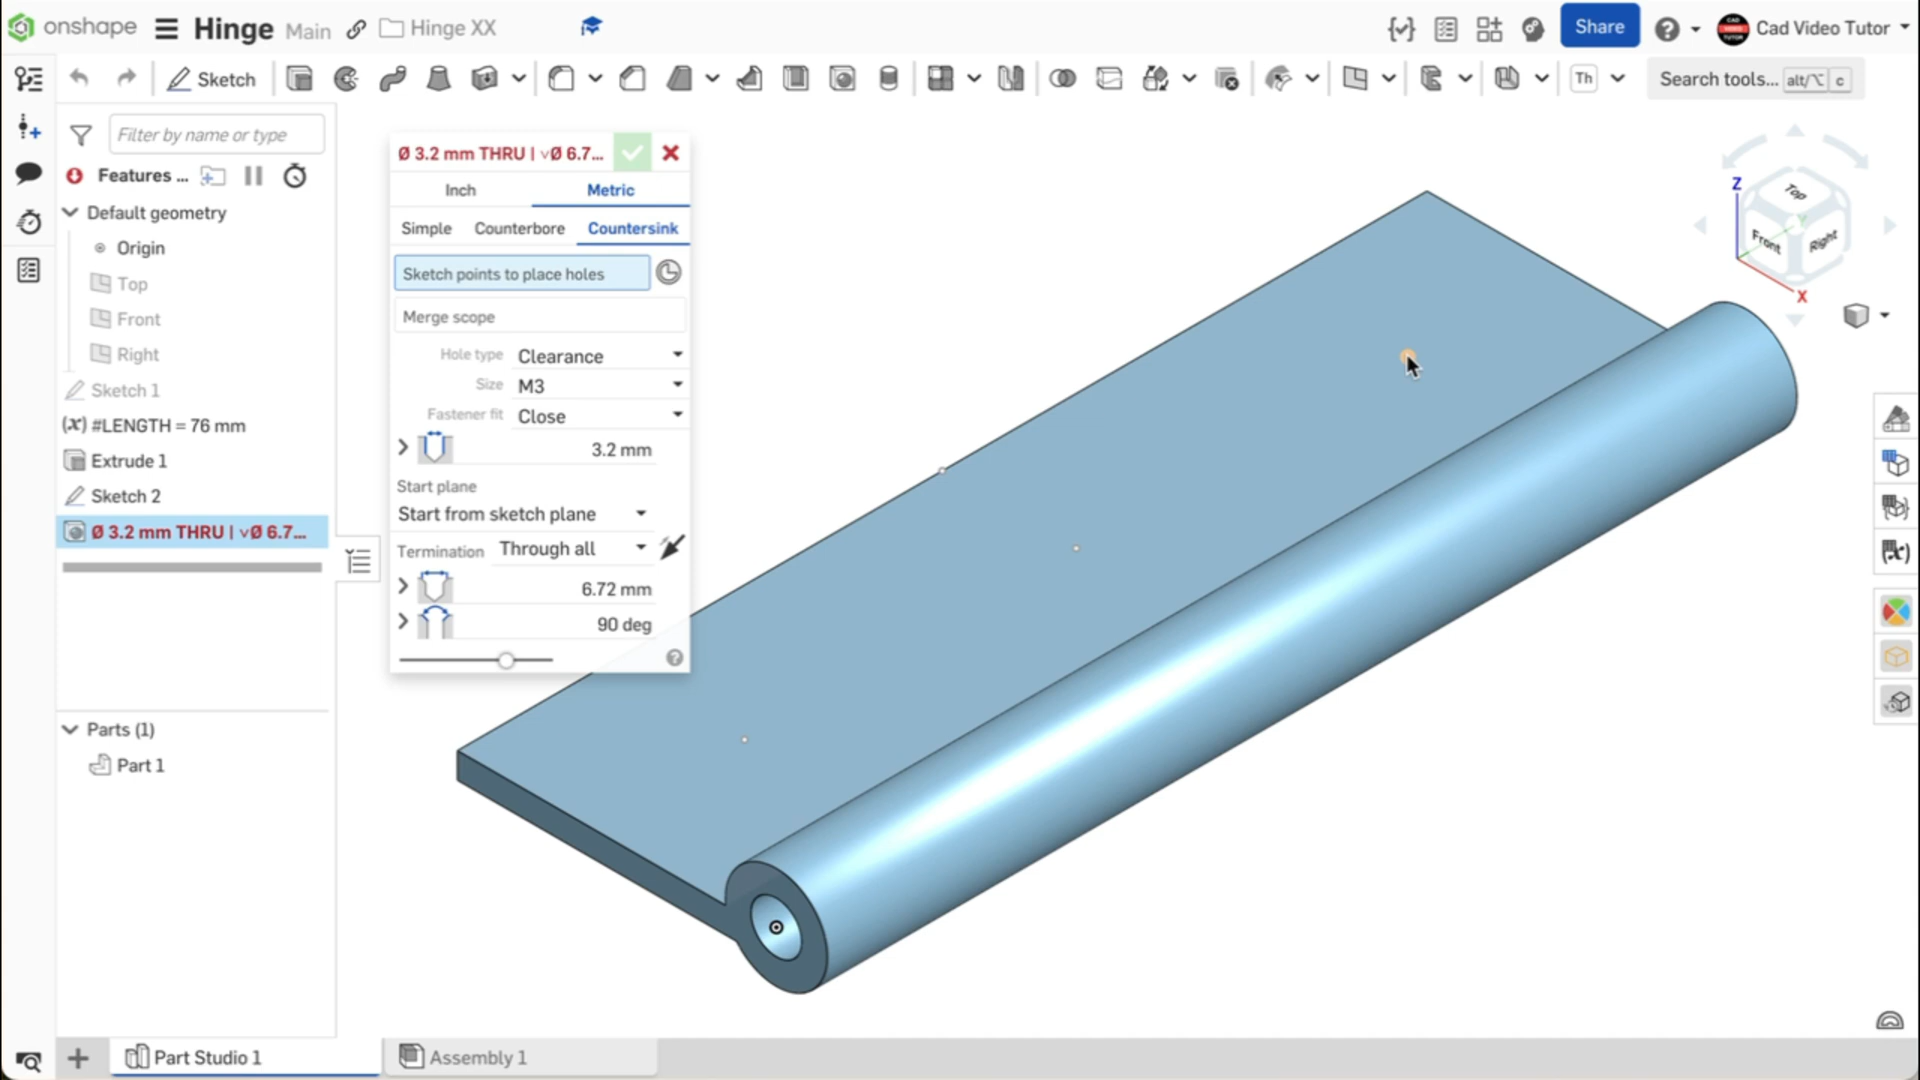 onshape Hinge Main Hinge XX Share Cad Video Tutor
Sketch Th Search tools... alt/⌥ c
Filter by name or type
Features ...
Default geometry
Origin
Top
Front
Right
Sketch 1
(x) #LENGTH = 76 mm
Extrude 1
Sketch 2
Ø 3.2 mm THRU | ∨Ø 6.7...
Parts (1)
Part 1
Ø 3.2 mm THRU | ∨Ø 6.7...
Inch Metric
Simple Counterbore Countersink
Sketch points to place holes
Merge scope
Hole type Clearance
Size M3
Fastener fit Close
3.2 mm
Start plane
Start from sketch plane
Termination Through all
6.72 mm
90 deg
Z
Top
Y
Front Right
X
(x)
Part Studio 1 Assembly 1